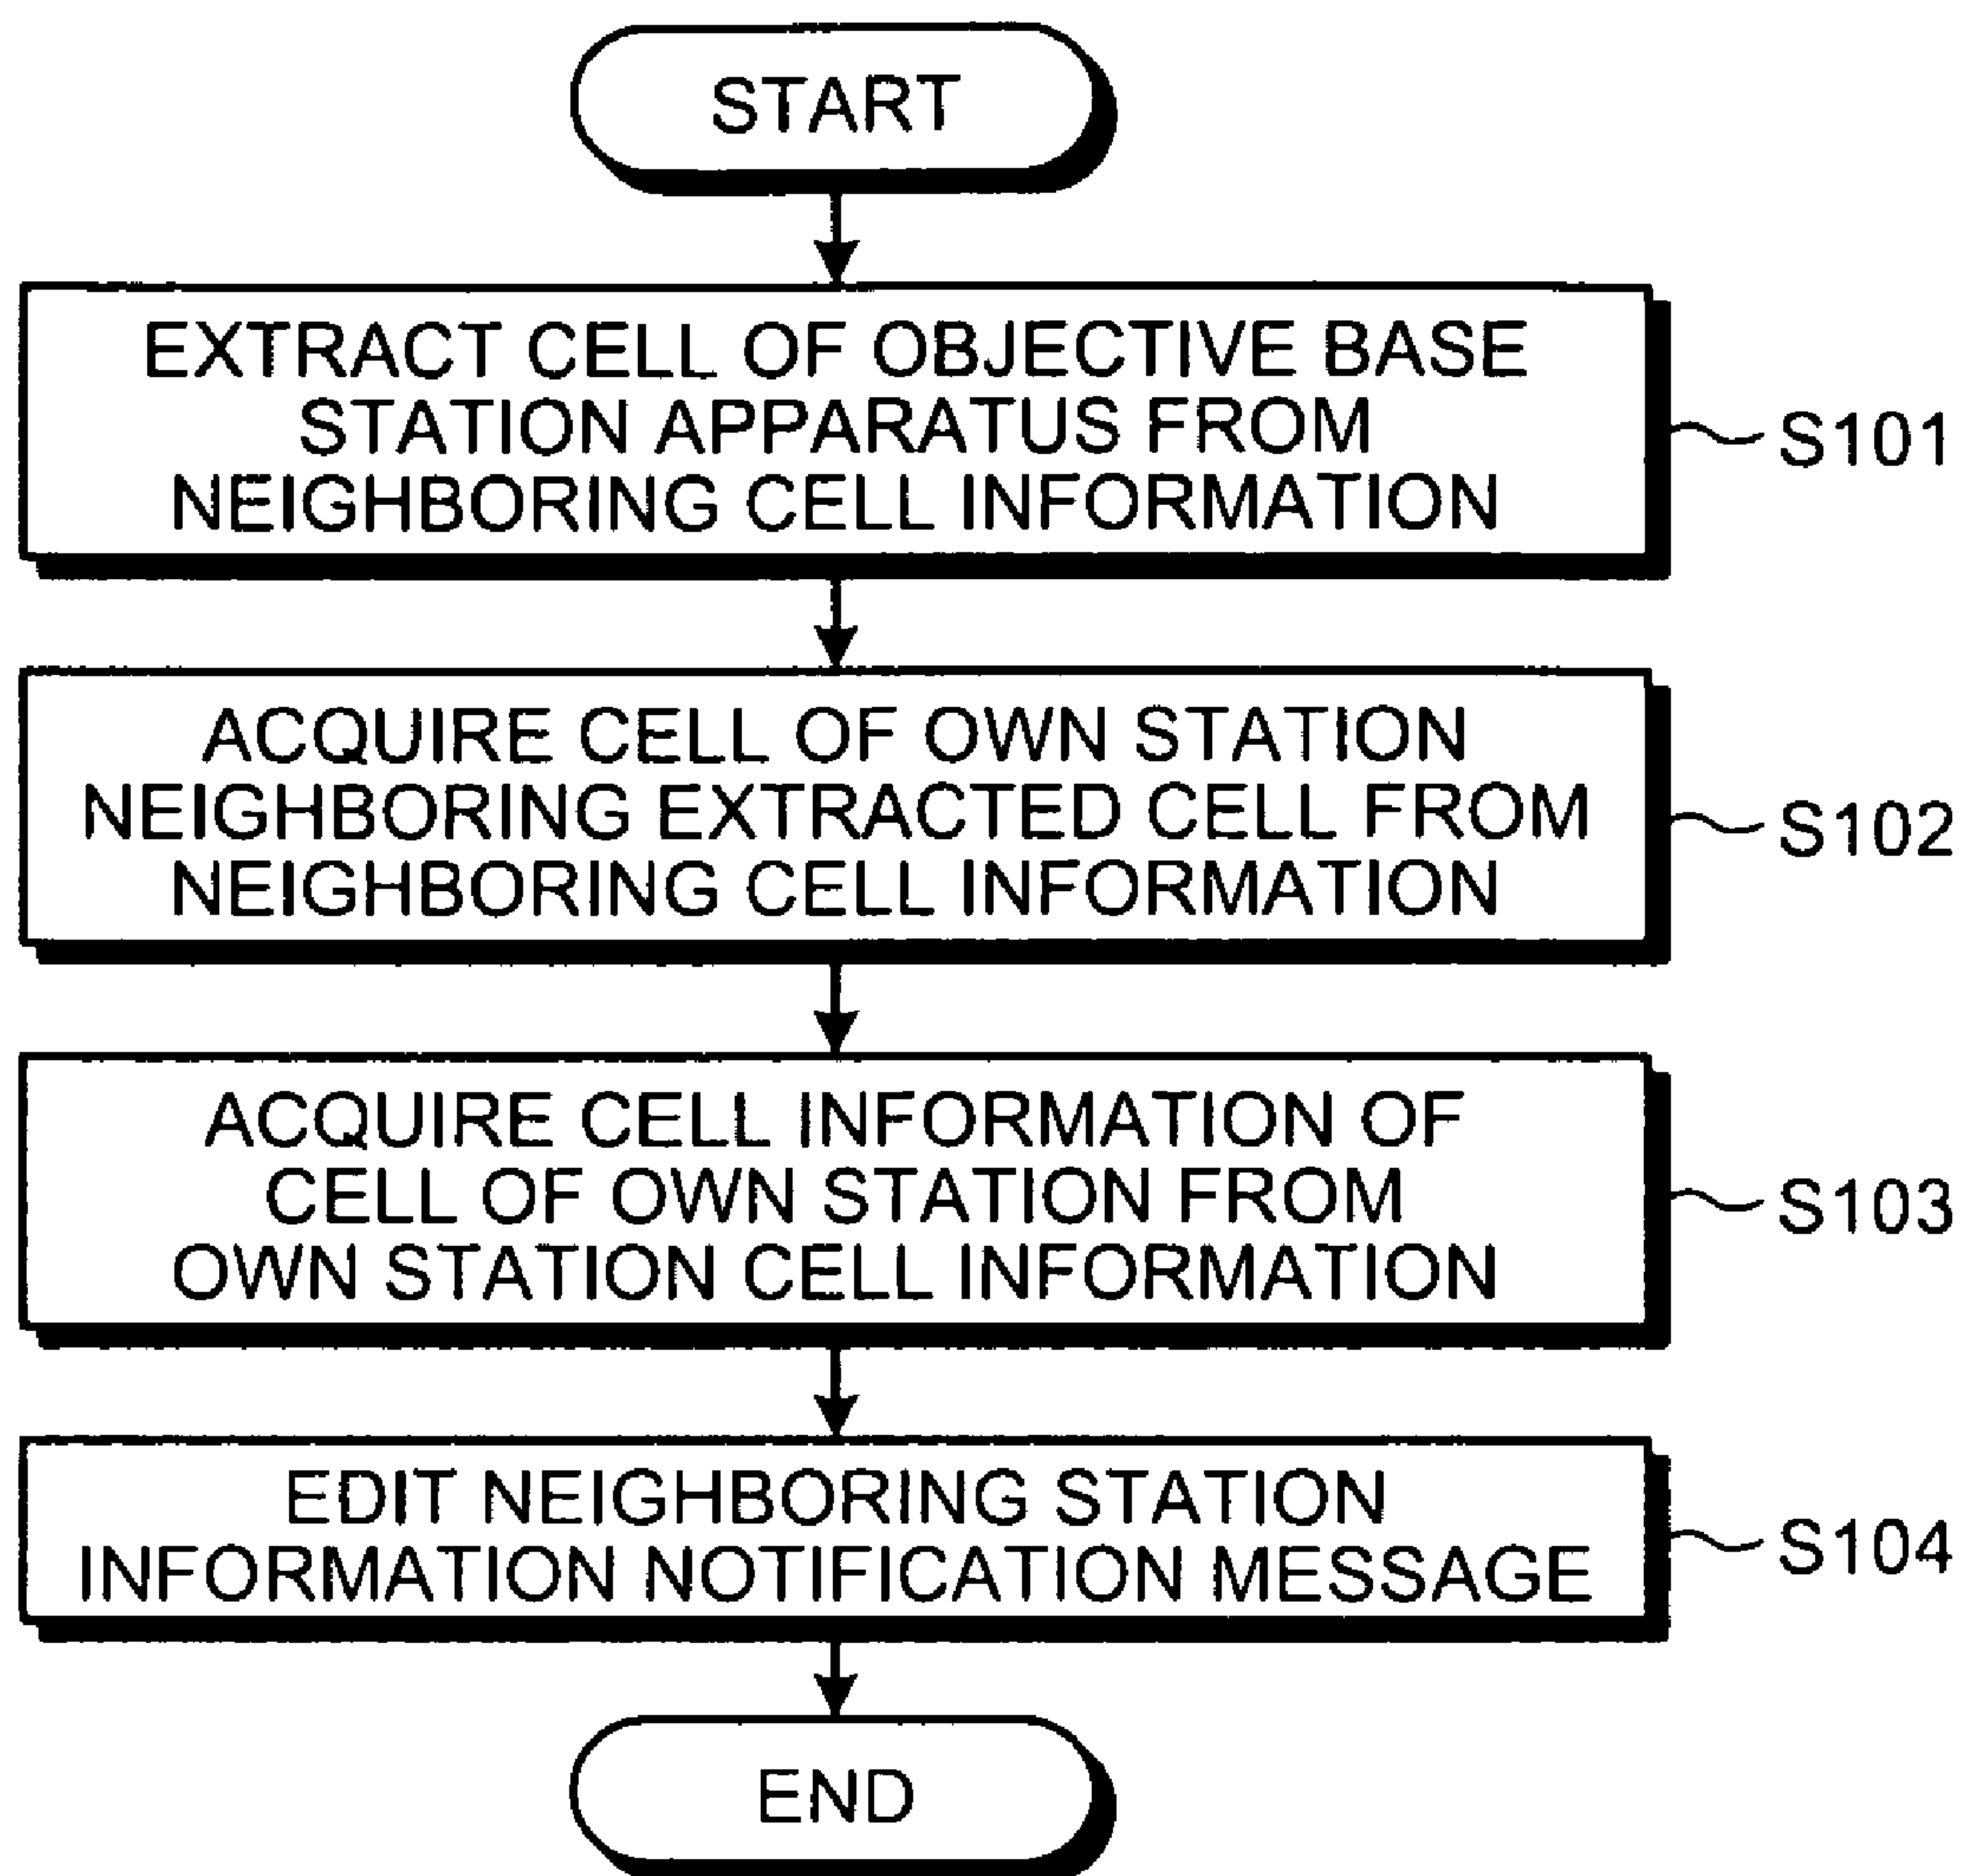 START
EXTRACT CELL OF OBJECTIVE BASE
STATION APPARATUS FROM
NEIGHBORING CELL INFORMATION
S101
ACQUIRE CELL OF OWN STATION
NEIGHBORING EXTRACTED CELL FROM
NEIGHBORING CELL INFORMATION
S102
ACQUIRE CELL INFORMATION OF
CELL OF OWN STATION FROM
OWN STATION CELL INFORMATION
S103
EDIT NEIGHBORING STATION
INFORMATION NOTIFICATION MESSAGE
S104
END